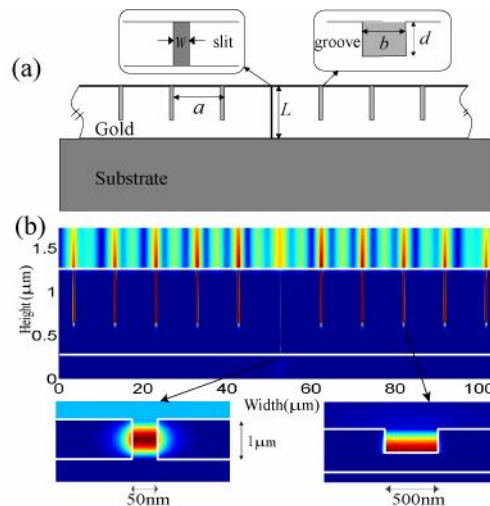 (a)
w slit
groove b d
a L
Gold
Substrate
(b)
Height(μm)
1.5
1
0.5
0
0 20 40 60 80 100
Width(μm)
1μm
50nm
500nm